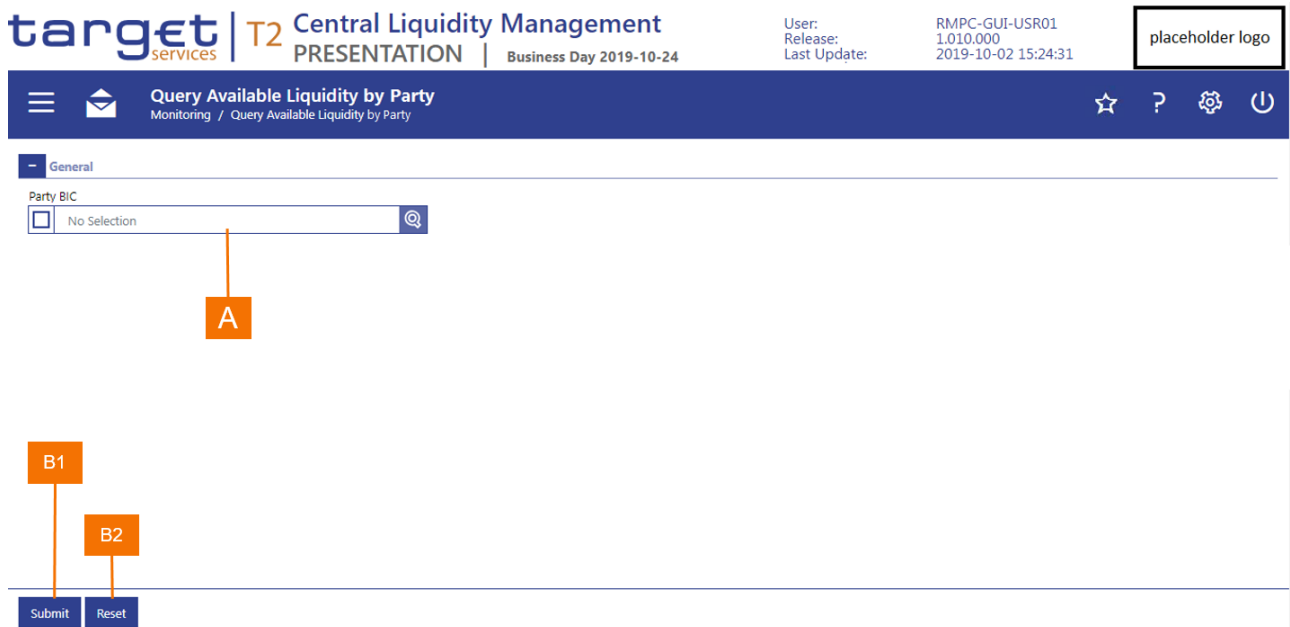 target services | T2 Central Liquidity Management
PRESENTATION | Business Day 2019-10-24
User: RMPC-GUI-USR01
Release: 1.010.000
Last Update: 2019-10-02 15:24:31
placeholder logo
Query Available Liquidity by Party
Monitoring / Query Available Liquidity by Party
?
− General
Party BIC
No Selection
A
B1
B2
Submit Reset